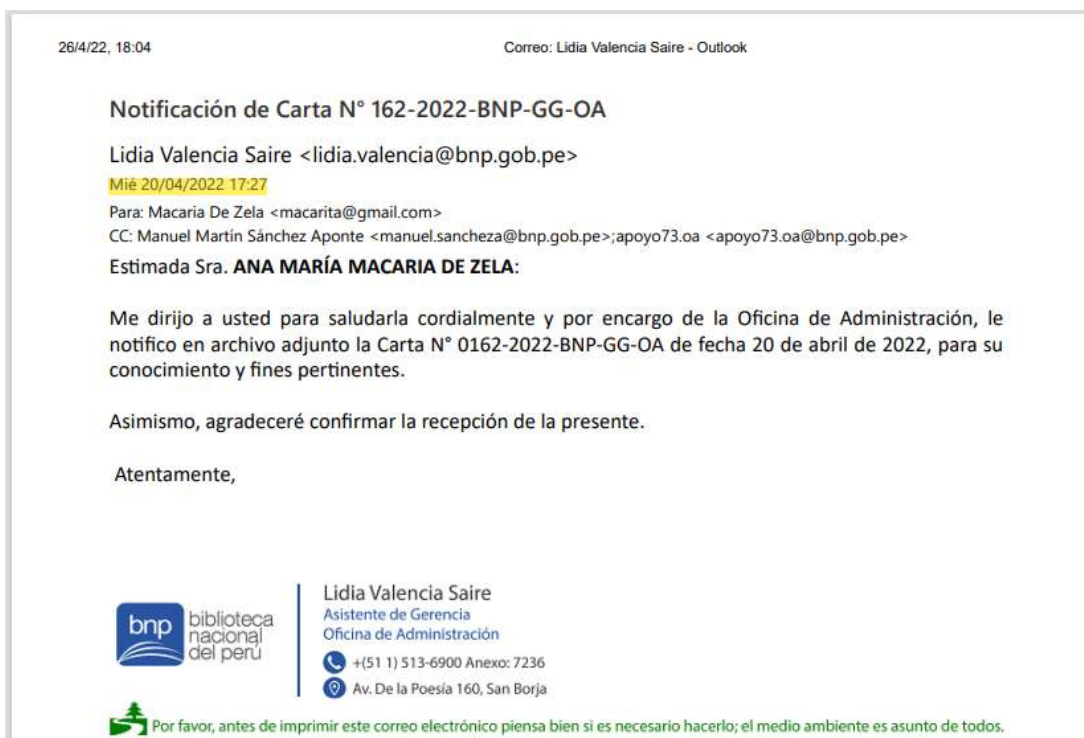 26/4/22, 18:04 Correo: Lidia Valencia Saire - Outlook
Notificación de Carta N° 162-2022-BNP-GG-OA
Lidia Valencia Saire <lidia.valencia@bnp.gob.pe>
Mié 20/04/2022 17:27
Para: Macaria De Zela <macarita@gmail.com>
CC: Manuel Martín Sánchez Aponte <manuel.sancheza@bnp.gob.pe>;apoyo73.oa <apoyo73.oa@bnp.gob.pe>
Estimada Sra. ANA MARÍA MACARIA DE ZELA:
Me dirijo a usted para saludarla cordialmente y por encargo de la Oficina de Administración, le
notifico en archivo adjunto la Carta N° 0162-2022-BNP-GG-OA de fecha 20 de abril de 2022, para su
conocimiento y fines pertinentes.
Asimismo, agradeceré confirmar la recepción de la presente.
Atentamente,
bnp
biblioteca
nacional
del perú
Lidia Valencia Saire
Asistente de Gerencia
Oficina de Administración
+(51 1) 513-6900 Anexo: 7236
Av. De la Poesía 160, San Borja
Por favor, antes de imprimir este correo electrónico piensa bien si es necesario hacerlo; el medio ambiente es asunto de todos.